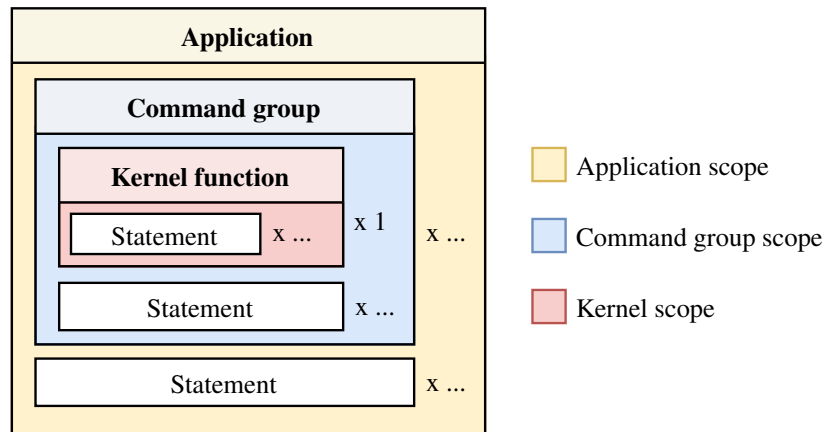 Application
Command group
Kernel function
Statement x ...
x 1
x ...
Statement x ...
Statement x ...
Application scope
Command group scope
Kernel scope